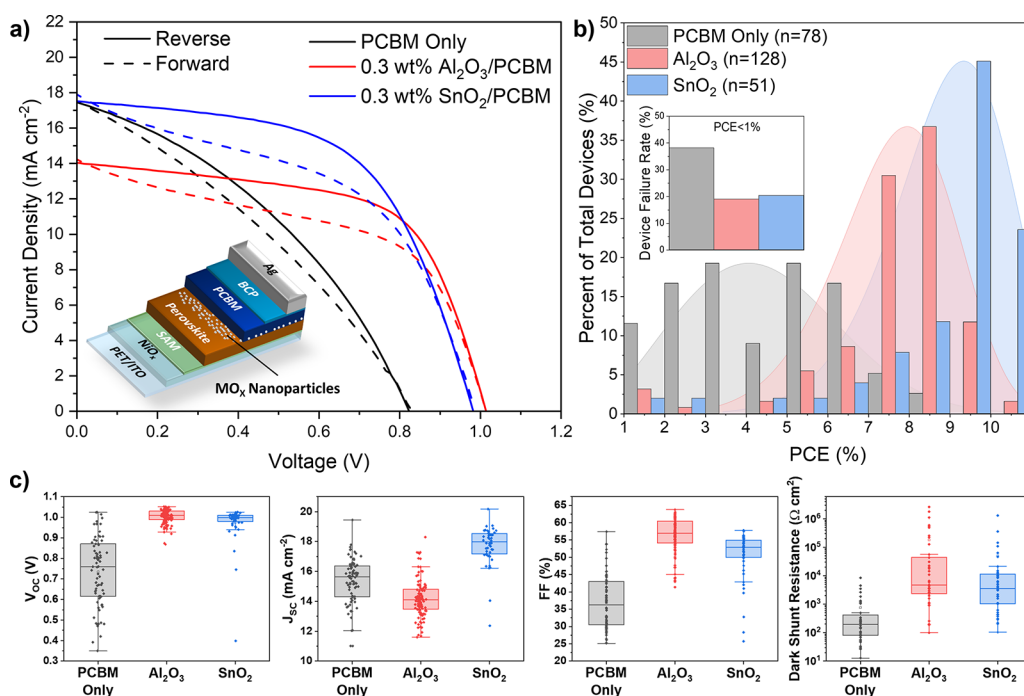 a)
Reverse
Forward
PCBM Only
0.3 wt% Al₂O₃/PCBM
0.3 wt% SnO₂/PCBM
Current Density (mA cm⁻²)
22
20
18
16
14
12
10
8
6
4
2
0
0.0 0.2 0.4 0.6 0.8 1.0
Voltage (V)
Ag
BCP
PCBM
Perovskite
SAM
NiOₓ
PET/ITO
MOₓ Nanoparticles
b)
PCBM Only (n=78)
Al₂O₃ (n=128)
SnO₂ (n=51)
Percent of Total Devices (%)
50
45
40
35
30
25
20
15
10
5
0
1 2 3 4 5 6 7 8 9 10
PCE (%)
PCE<1%
Device Failure Rate (%)
50
40
30
20
10
0
c)
V_OC (V)
1.1
1.0
0.9
0.8
0.7
0.6
0.5
0.4
0.3
PCBM Only
Al₂O₃
SnO₂
J_SC (mA cm⁻²)
20
18
16
14
12
10
PCBM Only
Al₂O₃
SnO₂
FF (%)
65
60
55
50
45
40
35
30
25
20
PCBM Only
Al₂O₃
SnO₂
Dark Shunt Resistance (Ω cm²)
10⁶
10⁵
10⁴
10³
10²
10¹
PCBM Only
Al₂O₃
SnO₂